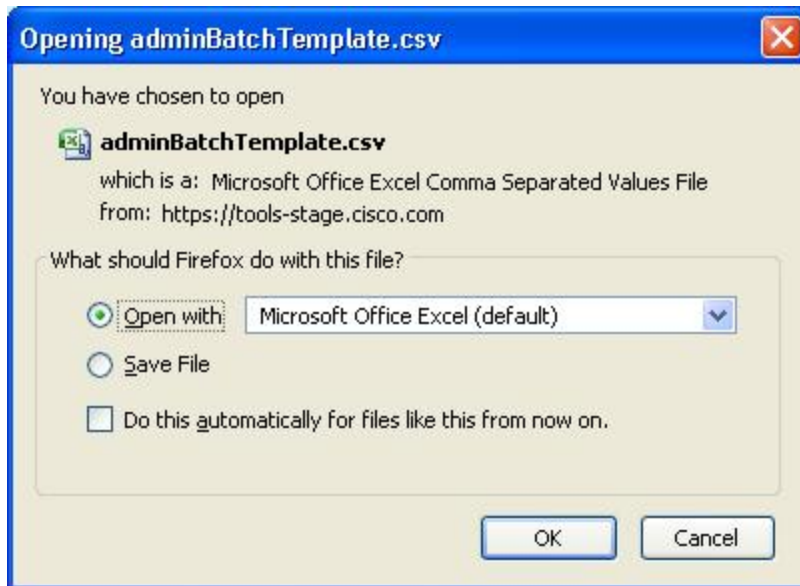 Opening adminBatchTemplate.csv
You have chosen to open
adminBatchTemplate.csv
which is a: Microsoft Office Excel Comma Separated Values File
from: https://tools-stage.cisco.com
What should Firefox do with this file?
Open with Microsoft Office Excel (default)
Save File
Do this automatically for files like this from now on.
OK Cancel